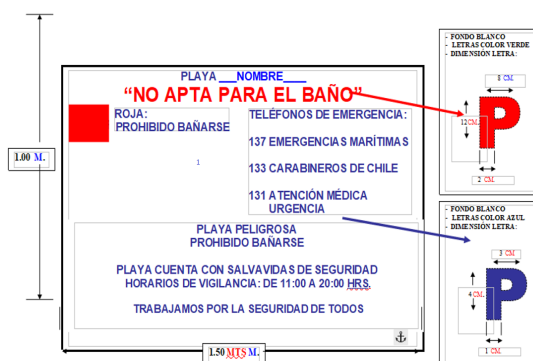 PLAYA ___NOMBRE____
“NO APTA PARA EL BAÑO”
ROJA:
PROHIBIDO BAÑARSE
1
TELÉFONOS DE EMERGENCIA:
137 EMERGENCIAS MARÍTIMAS
133 CARABINEROS DE CHILE
131 ATENCIÓN MÉDICA
URGENCIA
PLAYA PELIGROSA
PROHIBIDO BAÑARSE
PLAYA CUENTA CON SALVAVIDAS DE SEGURIDAD
HORARIOS DE VIGILANCIA: DE 11:00 A 20:00 HRS.
TRABAJAMOS POR LA SEGURIDAD DE TODOS
1.00 M.
1.50 MTS M.
- FONDO BLANCO
- LETRAS COLOR VERDE
- DIMENSIÓN LETRA:
8 CM.
P
12 CM.
2 CM.
- FONDO BLANCO
- LETRAS COLOR AZUL
- DIMENSIÓN LETRA:
3 CM.
P
4 CM.
1 CM.